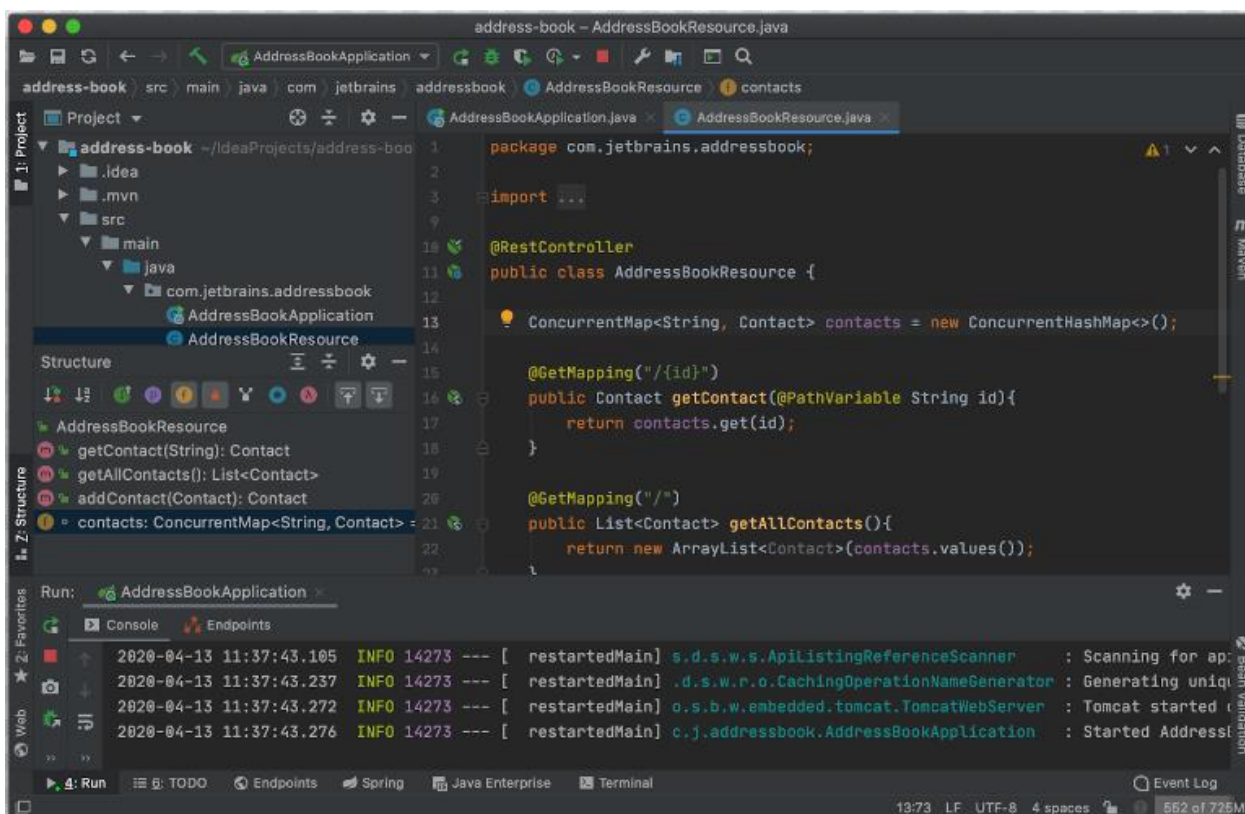 address-book – AddressBookResource.java
AddressBookApplication
address-book src main java com jetbrains addressbook AddressBookResource contacts
1: Project
Project
address-book ~/IdeaProjects/address-boo
.idea
.mvn
src
main
java
com.jetbrains.addressbook
AddressBookApplication
AddressBookResource
Structure
AddressBookResource
getContact(String): Contact
getAllContacts(): List<Contact>
addContact(Contact): Contact
contacts: ConcurrentMap<String, Contact> =
Z: Structure
AddressBookApplication.java AddressBookResource.java
1 package com.jetbrains.addressbook;
2
3 import ...
9
10 @RestController
11 public class AddressBookResource {
12
13 ConcurrentMap<String, Contact> contacts = new ConcurrentHashMap<>();
14
15 @GetMapping("/{id}")
16 public Contact getContact(@PathVariable String id){
17 return contacts.get(id);
18 }
19
20 @GetMapping("/")
21 public List<Contact> getAllContacts(){
22 return new ArrayList<Contact>(contacts.values());
23 }
1
Database
Maven
Bean Validation
Run: AddressBookApplication
Console Endpoints
2020-04-13 11:37:43.105 INFO 14273 --- [ restartedMain] s.d.s.w.s.ApiListingReferenceScanner : Scanning for ap
2020-04-13 11:37:43.237 INFO 14273 --- [ restartedMain] .d.s.w.r.o.CachingOperationNameGenerator : Generating uniq
2020-04-13 11:37:43.272 INFO 14273 --- [ restartedMain] o.s.b.w.embedded.tomcat.TomcatWebServer : Tomcat started
2020-04-13 11:37:43.276 INFO 14273 --- [ restartedMain] c.j.addressbook.AddressBookApplication : Started Address
2: Favorites
Web
4: Run 6: TODO Endpoints Spring Java Enterprise Terminal Event Log
13:73 LF UTF-8 4 spaces 552 of 725M